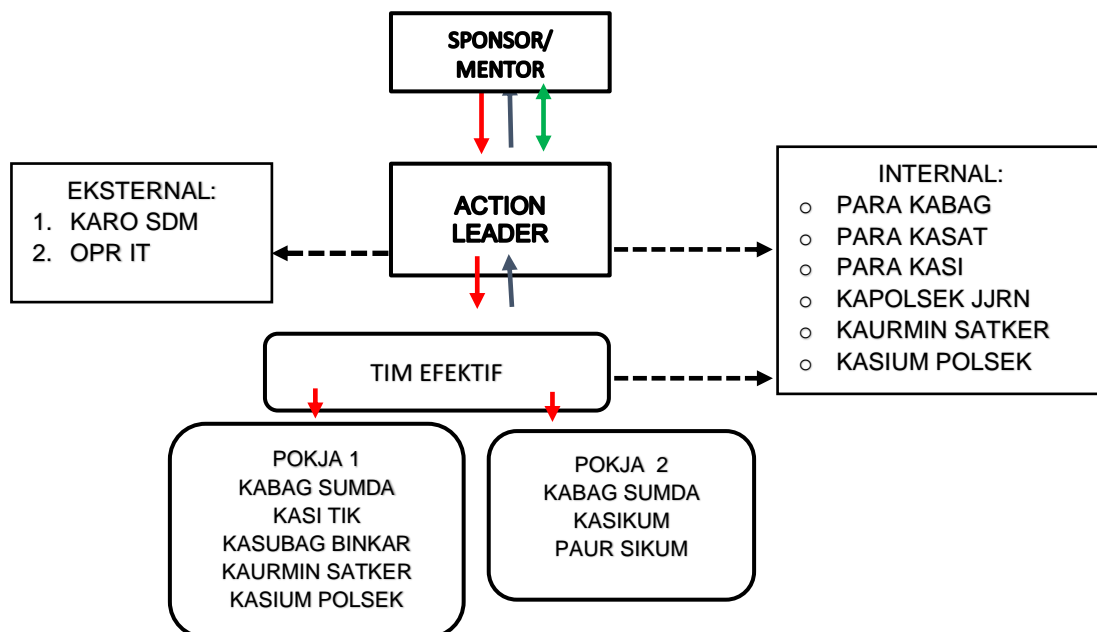 SPONSOR/
MENTOR
EKSTERNAL:
1. KARO SDM
2. OPR IT
ACTION
LEADER
INTERNAL:
o PARA KABAG
o PARA KASAT
o PARA KASI
o KAPOLSEK JJRN
o KAURMIN SATKER
o KASIUM POLSEK
TIM EFEKTIF
POKJA 1
KABAG SUMDA
KASI TIK
KASUBAG BINKAR
KAURMIN SATKER
KASIUM POLSEK
POKJA 2
KABAG SUMDA
KASIKUM
PAUR SIKUM